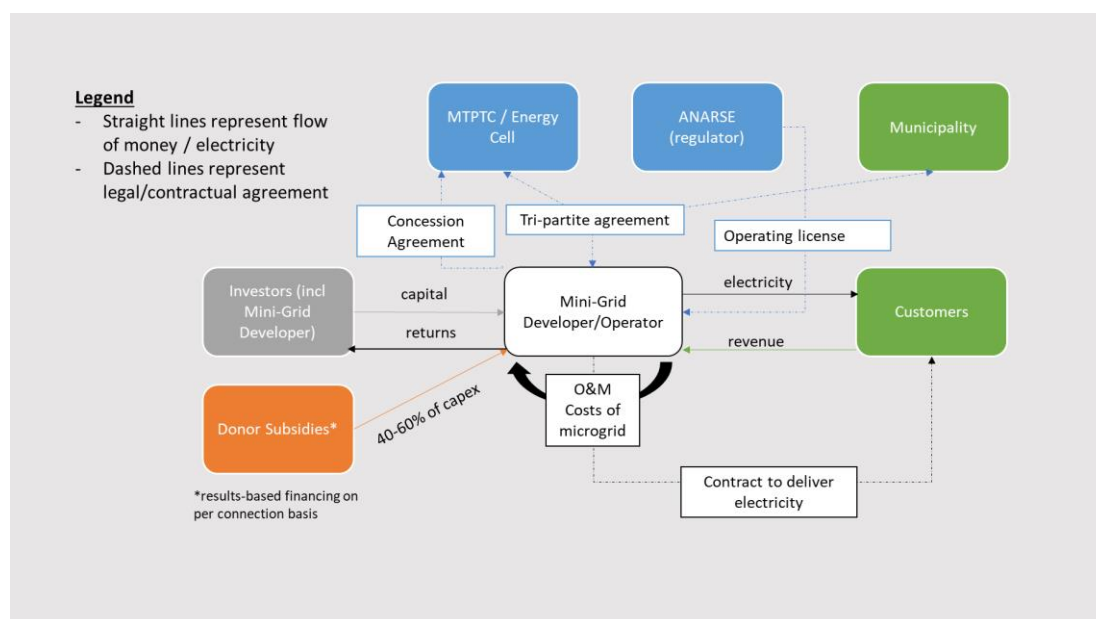 Legend
- Straight lines represent flow
of money / electricity
- Dashed lines represent
legal/contractual agreement
MTPTC / Energy
Cell
ANARSE
(regulator)
Municipality
Concession
Agreement
Tri-partite agreement
Operating license
Investors (incl
Mini-Grid
Developer)
capital
returns
Mini-Grid
Developer/Operator
electricity
revenue
Customers
Donor Subsidies*
40-60% of capex
O&M
Costs of
microgrid
*results-based financing on
per connection basis
Contract to deliver
electricity